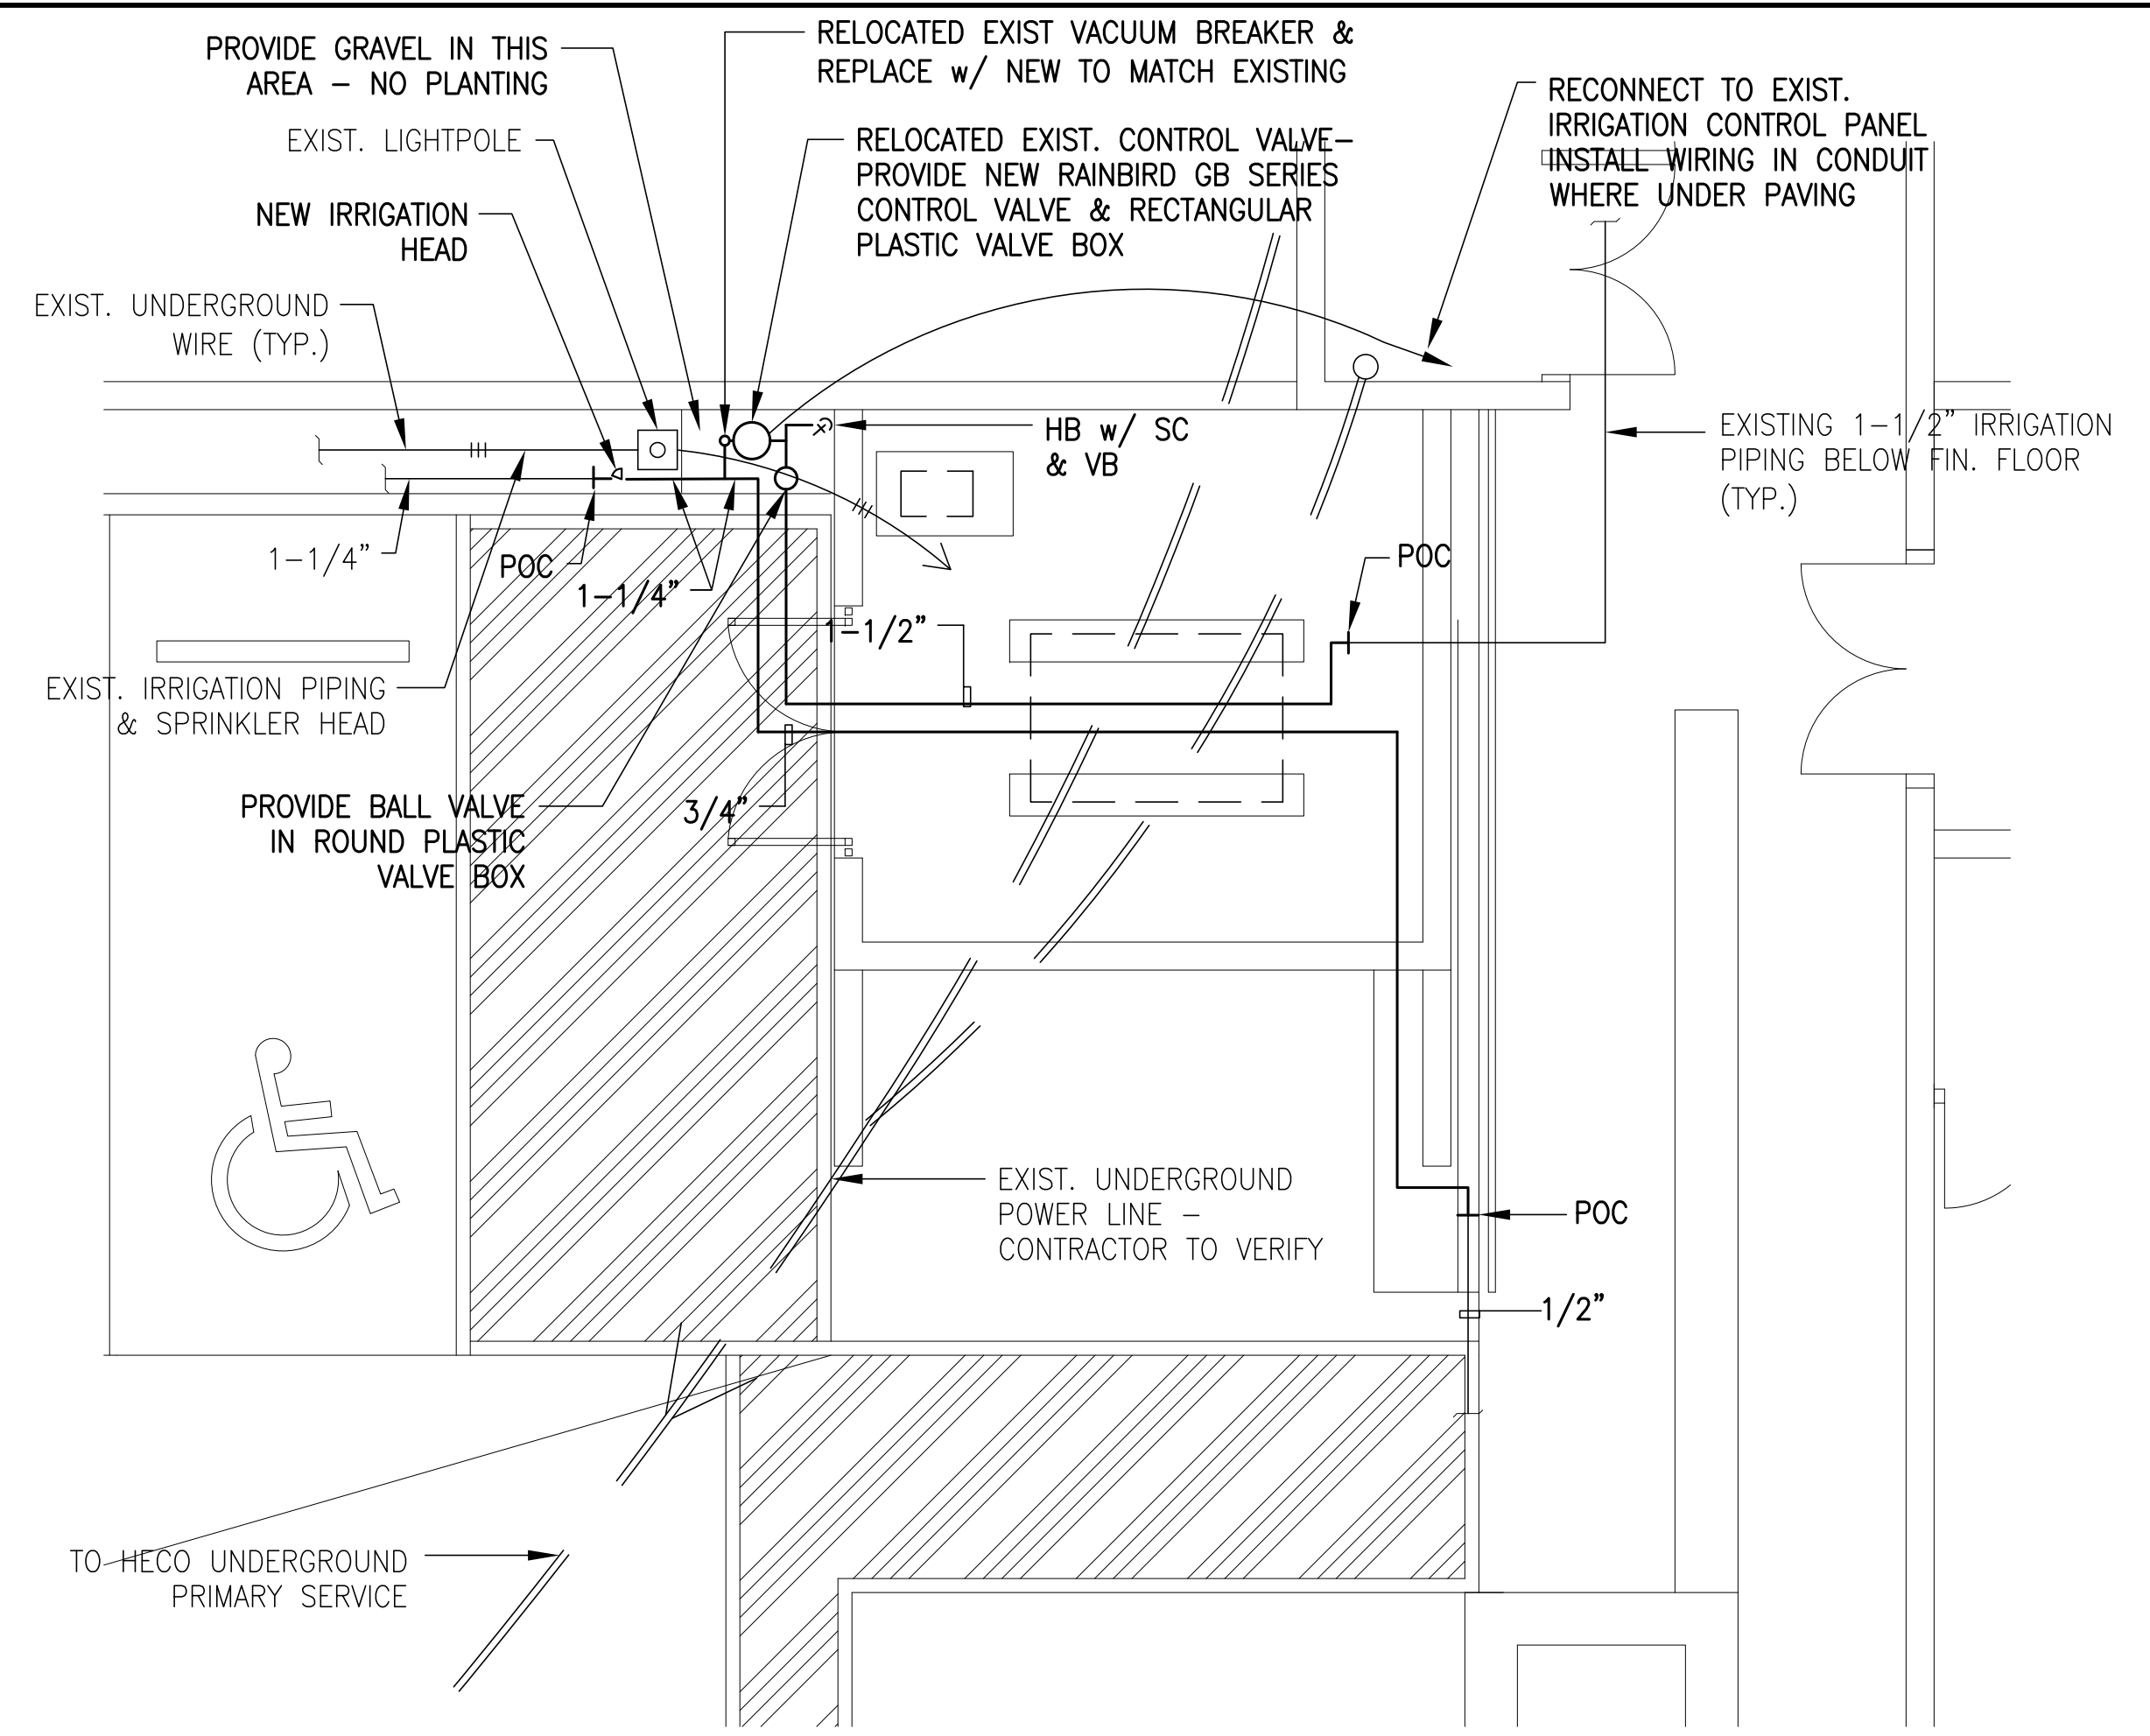 PROVIDE GRAVEL IN THIS
AREA – NO PLANTING
RELOCATED EXIST VACUUM BREAKER &
REPLACE w/ NEW TO MATCH EXISTING
RECONNECT TO EXIST.
IRRIGATION CONTROL PANEL
INSTALL WIRING IN CONDUIT
WHERE UNDER PAVING
EXIST. LIGHTPOLE
RELOCATED EXIST. CONTROL VALVE–
PROVIDE NEW RAINBIRD GB SERIES
CONTROL VALVE & RECTANGULAR
PLASTIC VALVE BOX
NEW IRRIGATION
HEAD
EXIST. UNDERGROUND
WIRE (TYP.)
HB w/ SC
& VB
EXISTING 1–1/2" IRRIGATION
PIPING BELOW FIN. FLOOR
(TYP.)
1–1/4"
POC
1–1/4"
POC
1–1/2"
EXIST. IRRIGATION PIPING
& SPRINKLER HEAD
PROVIDE BALL VALVE
IN ROUND PLASTIC
VALVE BOX
3/4"
EXIST. UNDERGROUND
POWER LINE –
CONTRACTOR TO VERIFY
POC
1/2"
TO HECO UNDERGROUND
PRIMARY SERVICE